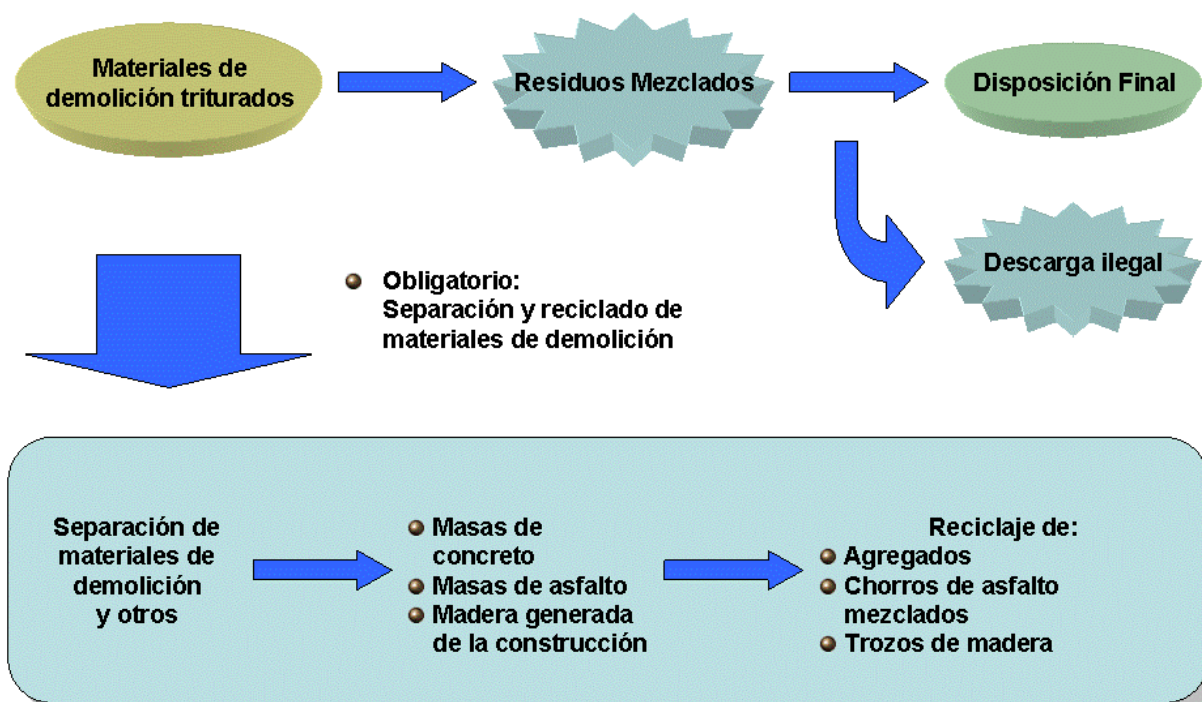 Materiales de
demolición triturados
Residuos Mezclados
Disposición Final
Descarga ilegal
Obligatorio:
Separación y reciclado de
materiales de demolición
Separación de
materiales de
demolición
y otros
Masas de
concreto
Masas de asfalto
Madera generada
de la construcción
Reciclaje de:
Agregados
Chorros de asfalto
mezclados
Trozos de madera